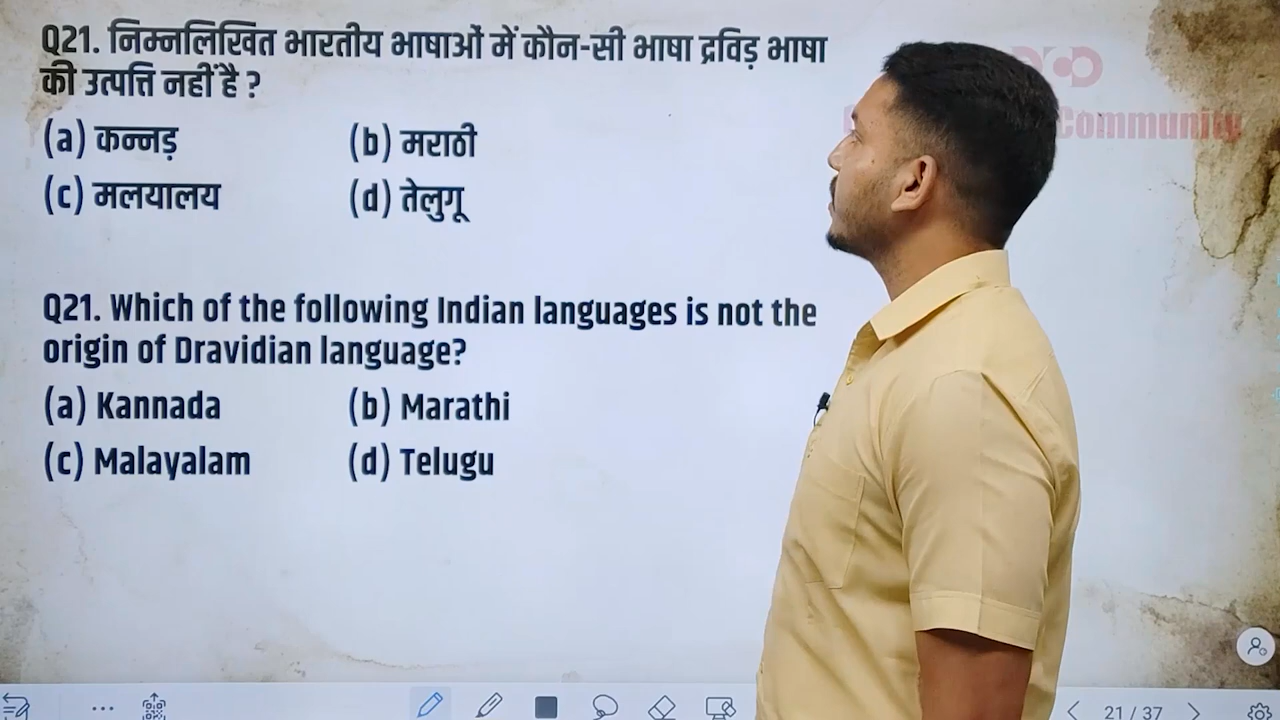 Q21. निम्नलिखित भारतीय भाषाओं में कौन-सी भाषा द्रविड़ भाषा
की उत्पत्ति नहीं है ?
(a) कन्नड़ (b) मराठी
(c) मलयालय (d) तेलुगू
Q21. Which of the following Indian languages is not the
origin of Dravidian language?
(a) Kannada (b) Marathi
(c) Malayalam (d) Telugu
Community
21 / 37